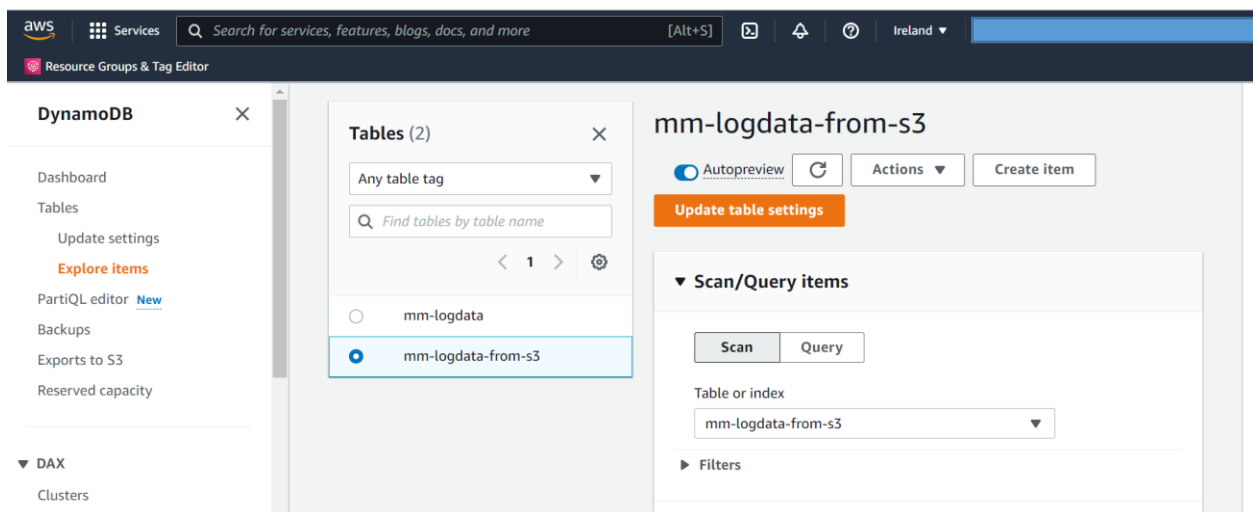 aws
Services
Search for services, features, blogs, docs, and more
[Alt+S]
Ireland
Resource Groups & Tag Editor
DynamoDB
Dashboard
Tables
Update settings
Explore items
PartiQL editor New
Backups
Exports to S3
Reserved capacity
DAX
Clusters
Tables (2)
Any table tag
Find tables by table name
1
mm-logdata
mm-logdata-from-s3
mm-logdata-from-s3
Autopreview
Actions
Create item
Update table settings
Scan/Query items
Scan
Query
Table or index
mm-logdata-from-s3
Filters